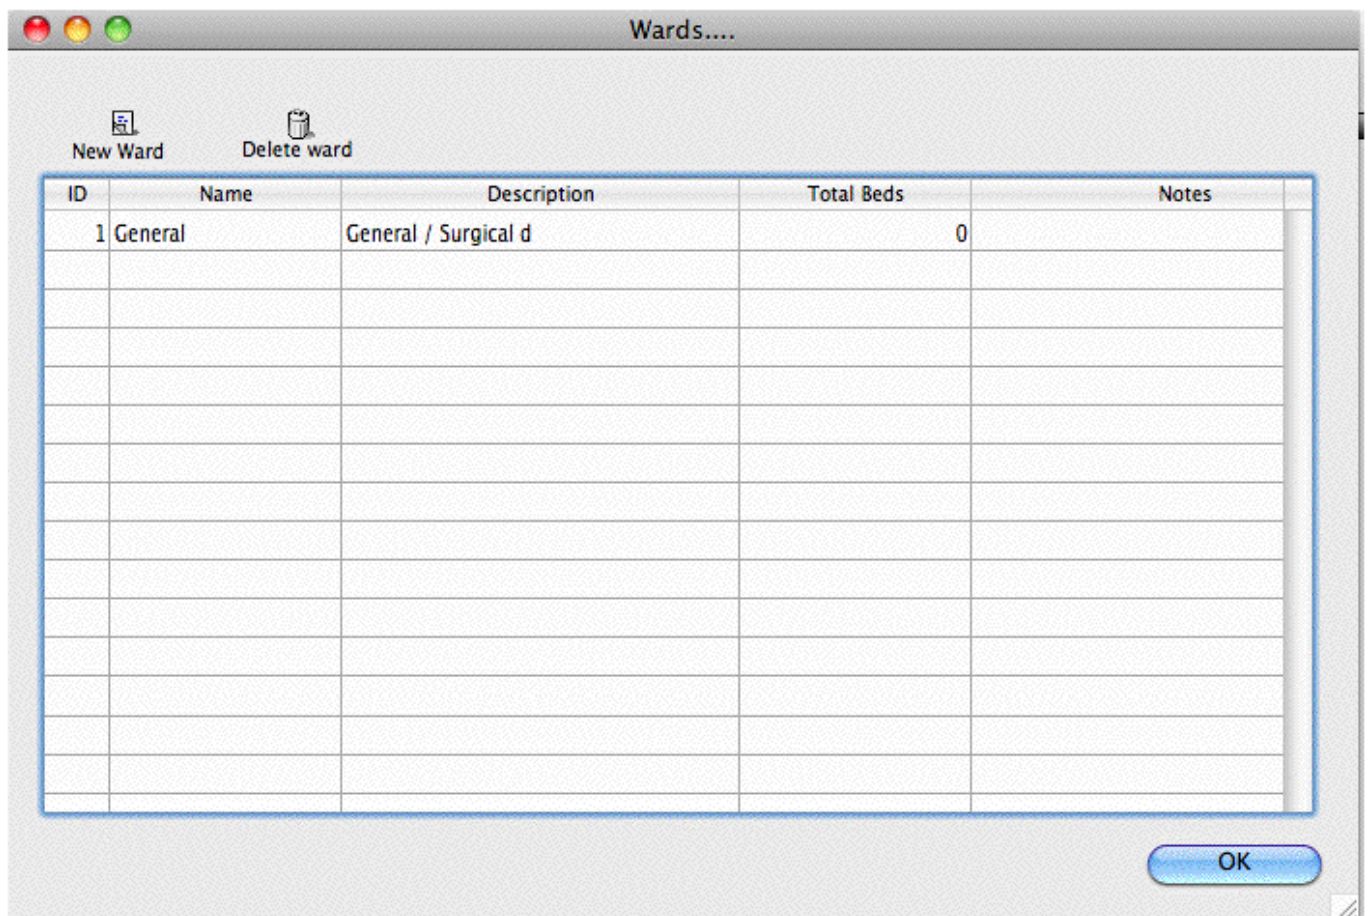 Wards....
New Ward Delete ward
ID Name Description Total Beds Notes
1 General General / Surgical d 0
OK